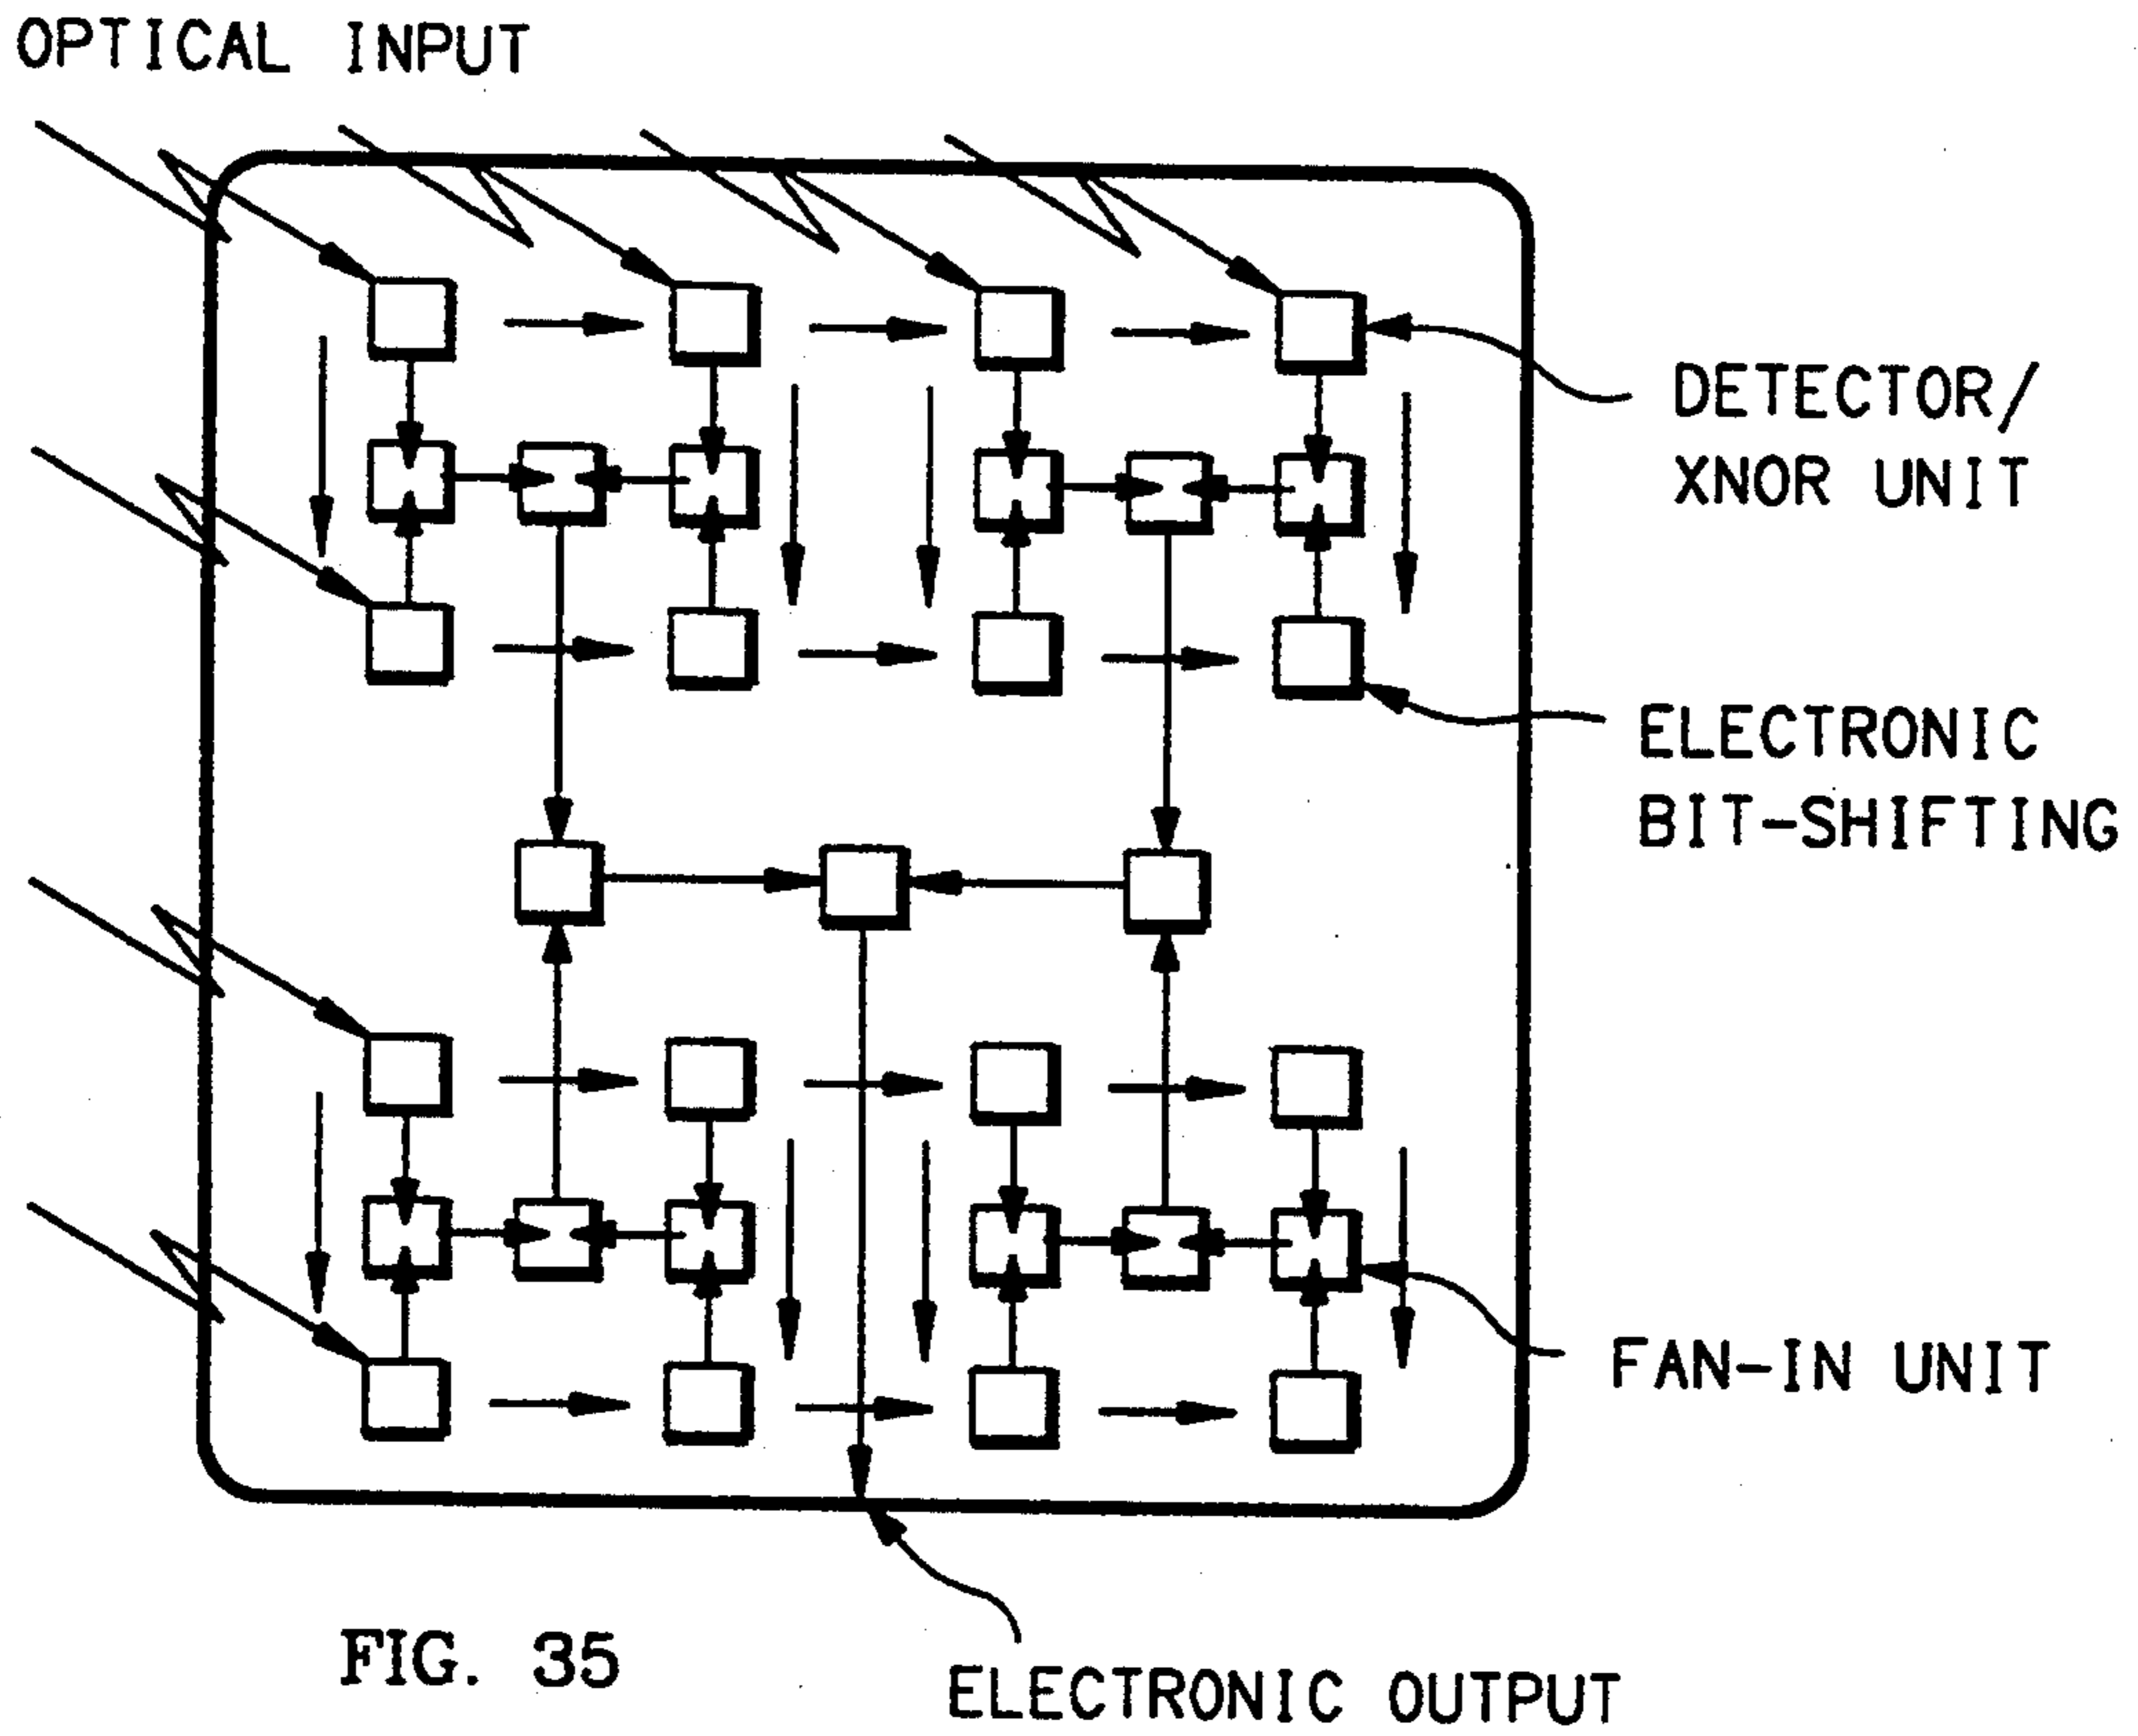 OPTICAL INPUT
DETECTOR/
XNOR UNIT
ELECTRONIC
BIT-SHIFTING
FAN-IN UNIT
FIG. 35
ELECTRONIC OUTPUT